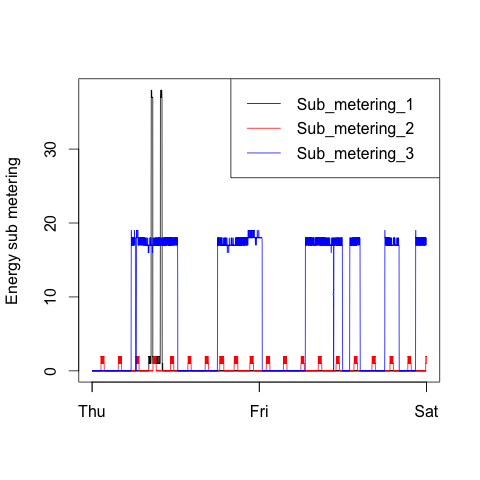 Sub_metering_1
Sub_metering_2
Sub_metering_3
Energy sub metering
30
20
10
0
Thu Fri Sat